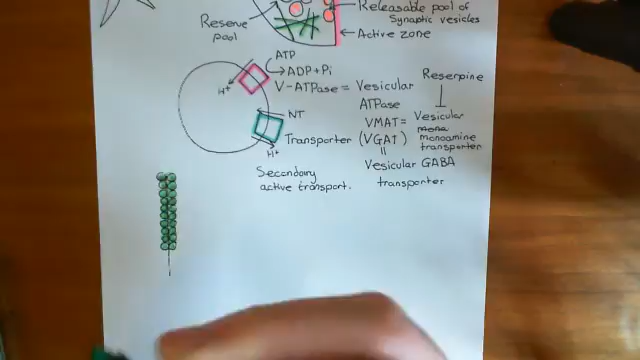 Reserve
pool
Releasable pool of
Synaptic vesicles
Active zone
ATP
ADP+Pi
H+
V-ATPase = Vesicular
ATPase
Reserpine
NT
VMAT = Vesicular
mono
monoamine
transporter
Transporter (VGAT)
H+
Secondary
active transport.
Vesicular GABA
transporter